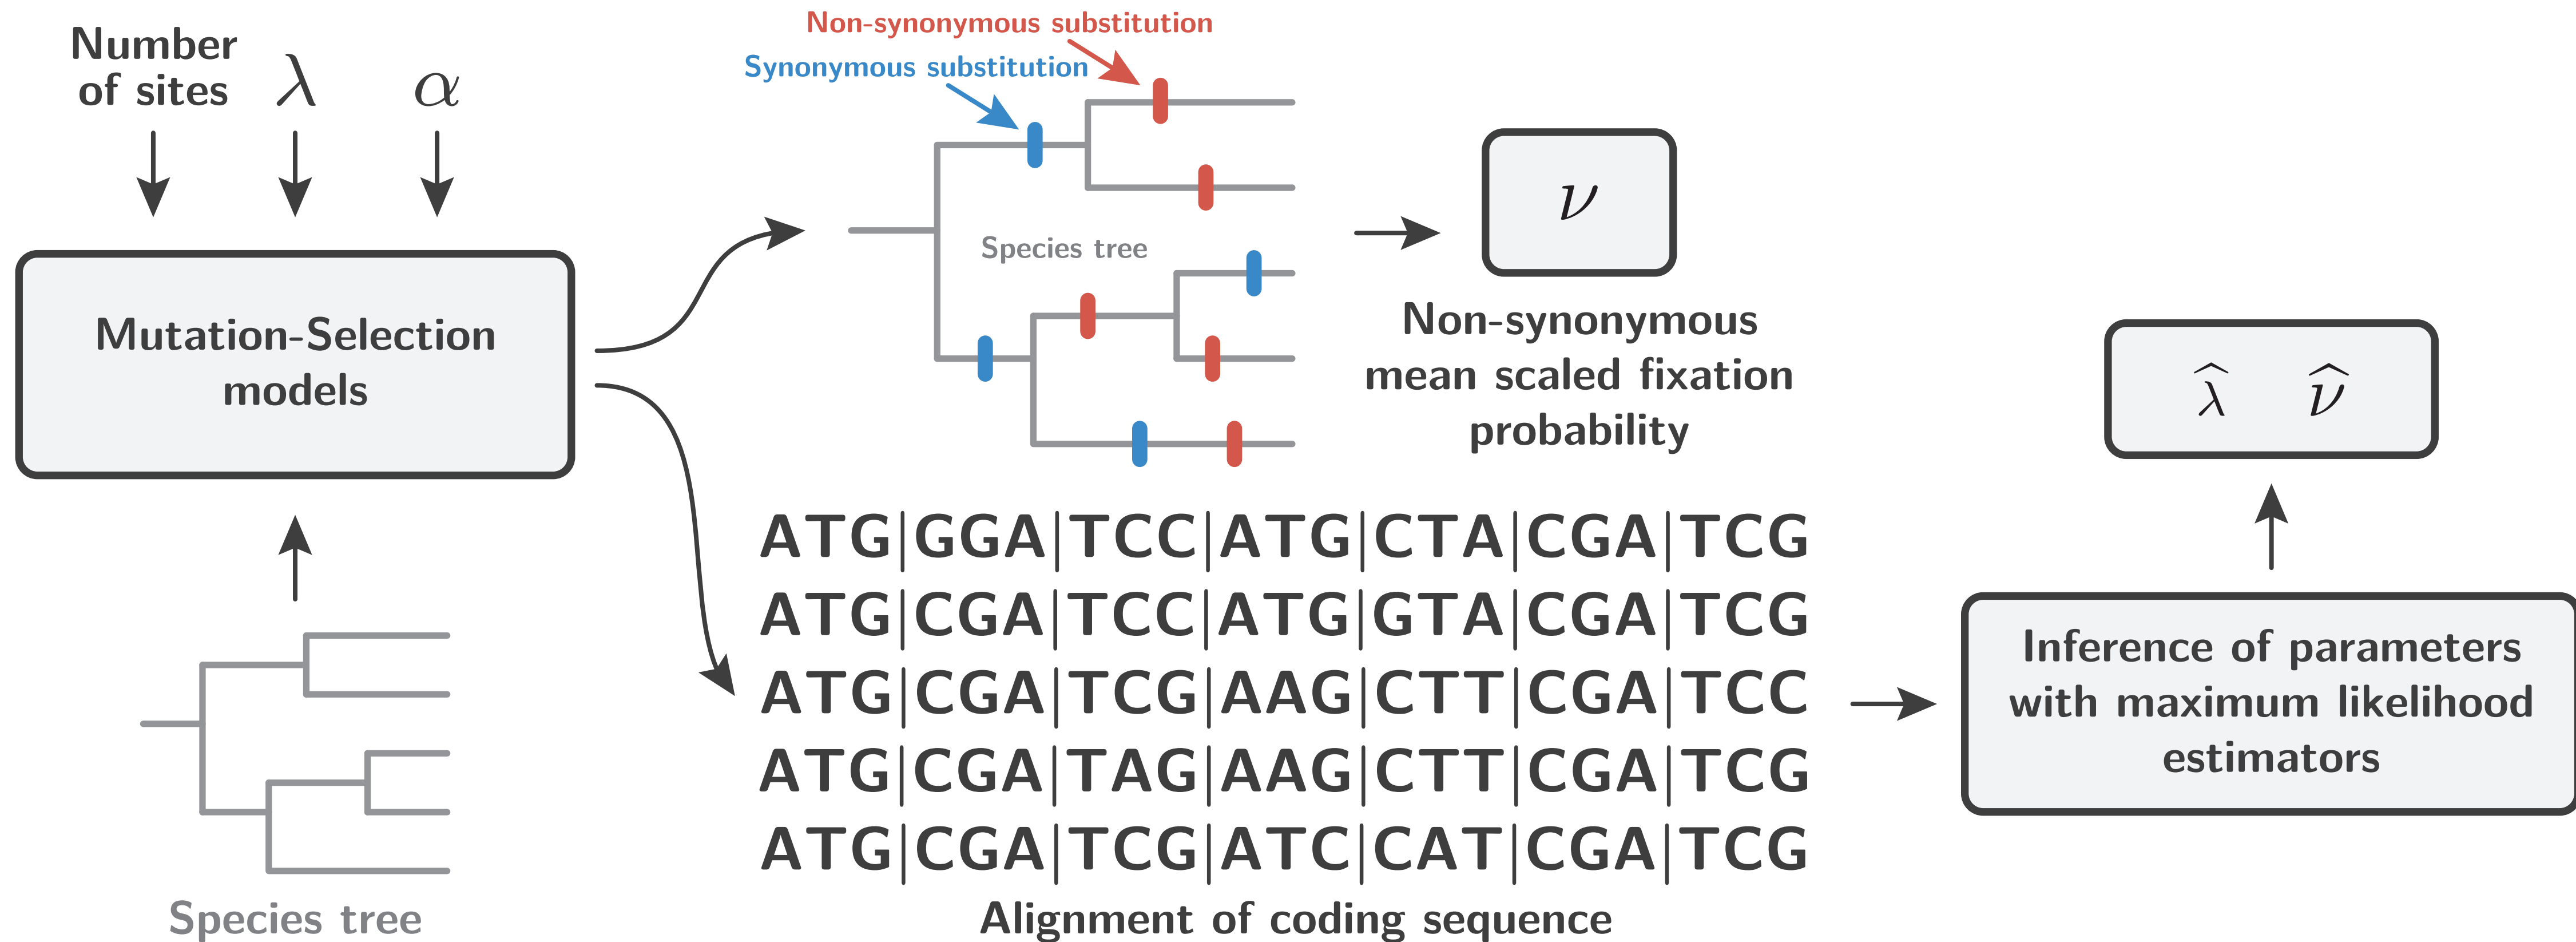 Number
of sites
λ
α
Mutation-Selection
models
Species tree
Non-synonymous substitution
Synonymous substitution
Species tree
ν
Non-synonymous
mean scaled fixation
probability
ATG|GGA|TCC|ATG|CTA|CGA|TCG
ATG|CGA|TCC|ATG|GTA|CGA|TCG
ATG|CGA|TCG|AAG|CTT|CGA|TCC
ATG|CGA|TAG|AAG|CTT|CGA|TCG
ATG|CGA|TCG|ATC|CAT|CGA|TCG
Alignment of coding sequence
Inference of parameters
with maximum likelihood
estimators
λ̂ ν̂